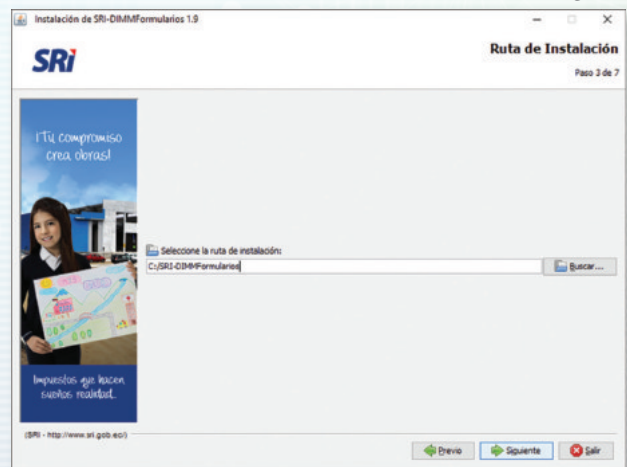 Instalación de SRI-DIMMFormularios 1.9
SRi
Ruta de Instalación
Paso 3 de 7
¡Tú compromiso
crea obras!
Seleccione la ruta de instalación:
C:/SRI-DIMMFormularios
Buscar...
Impuestos que hacen
sueños realidad.
(SRI - http://www.sri.gob.ec/)
Previo
Siguiente
Salir